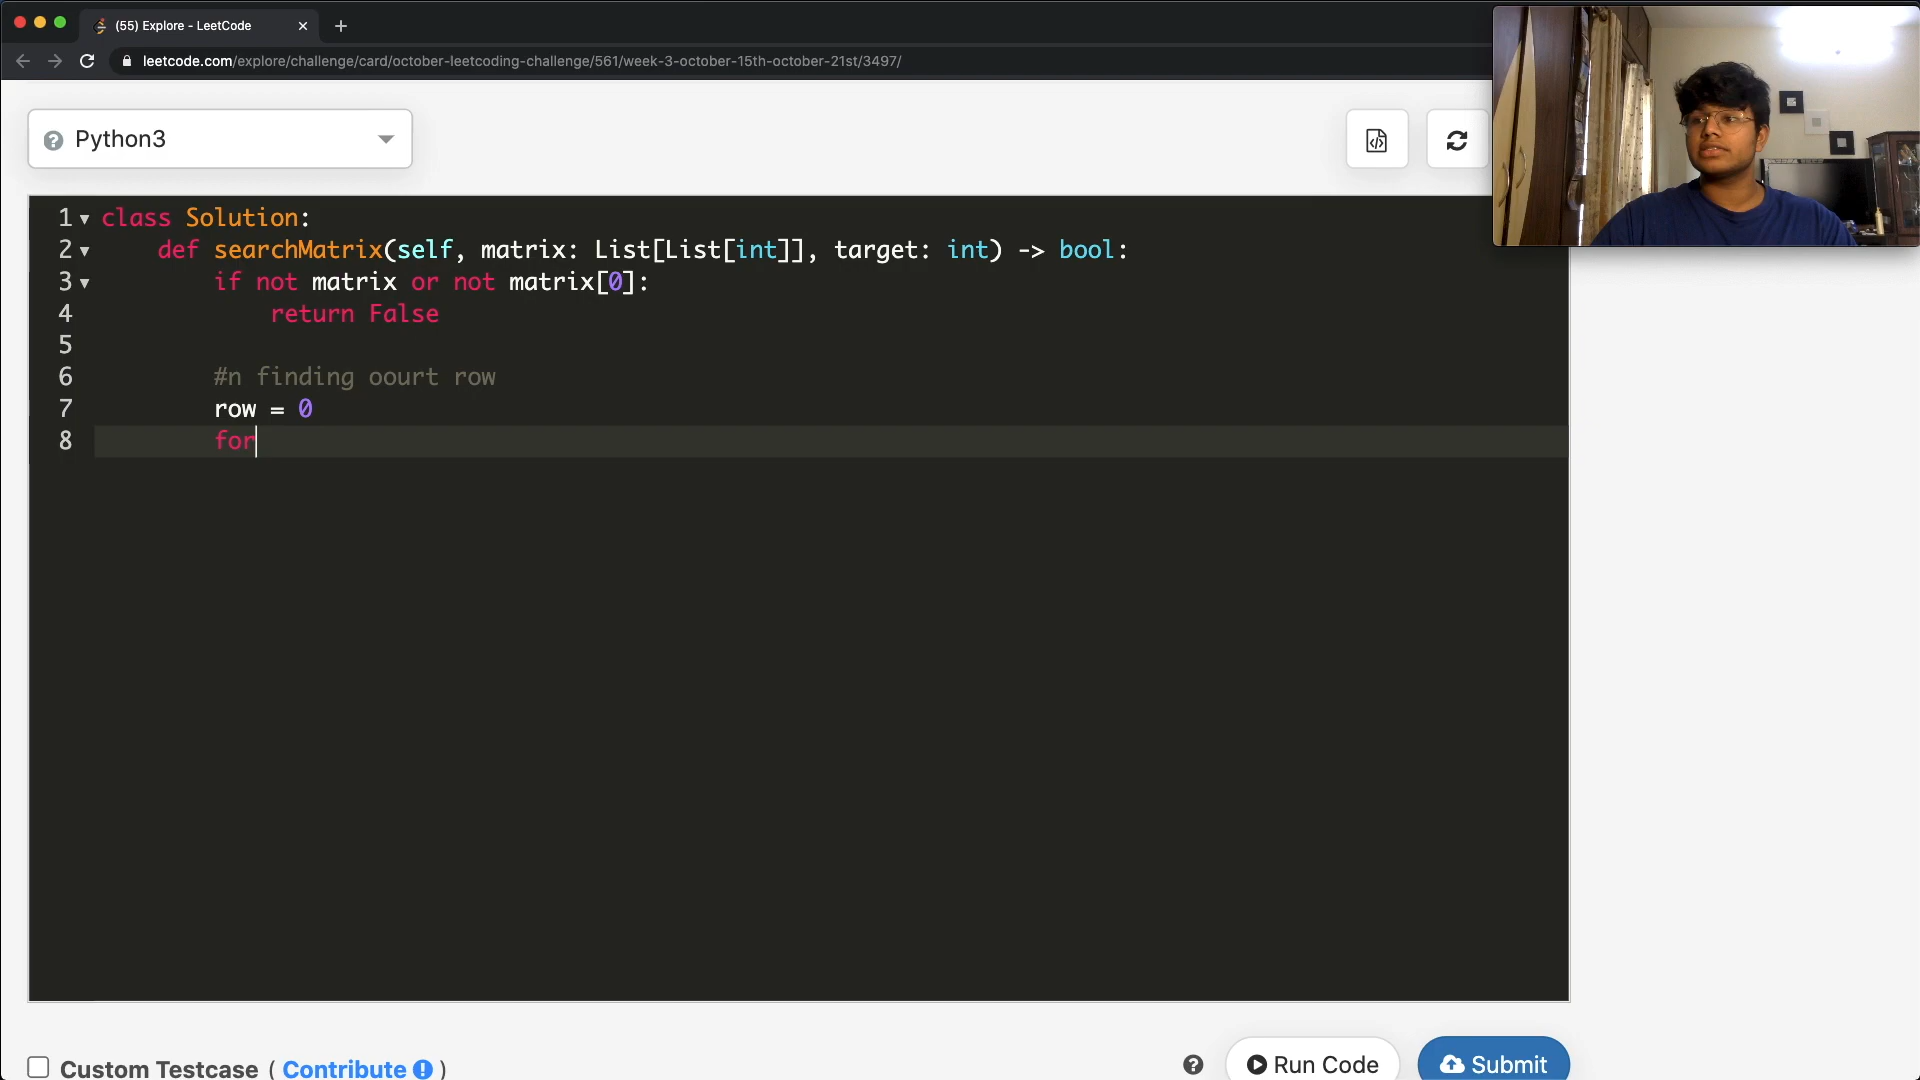 (55) Explore - LeetCode
leetcode.com/explore/challenge/card/october-leetcoding-challenge/561/week-3-october-15th-october-21st/3497/
Python3
1 class Solution:
2 def searchMatrix(self, matrix: List[List[int]], target: int) -> bool:
3 if not matrix or not matrix[0]:
4 return False
5
6 #n finding oourt row
7 row = 0
8 for
Custom Testcase ( Contribute )
Run Code
Submit